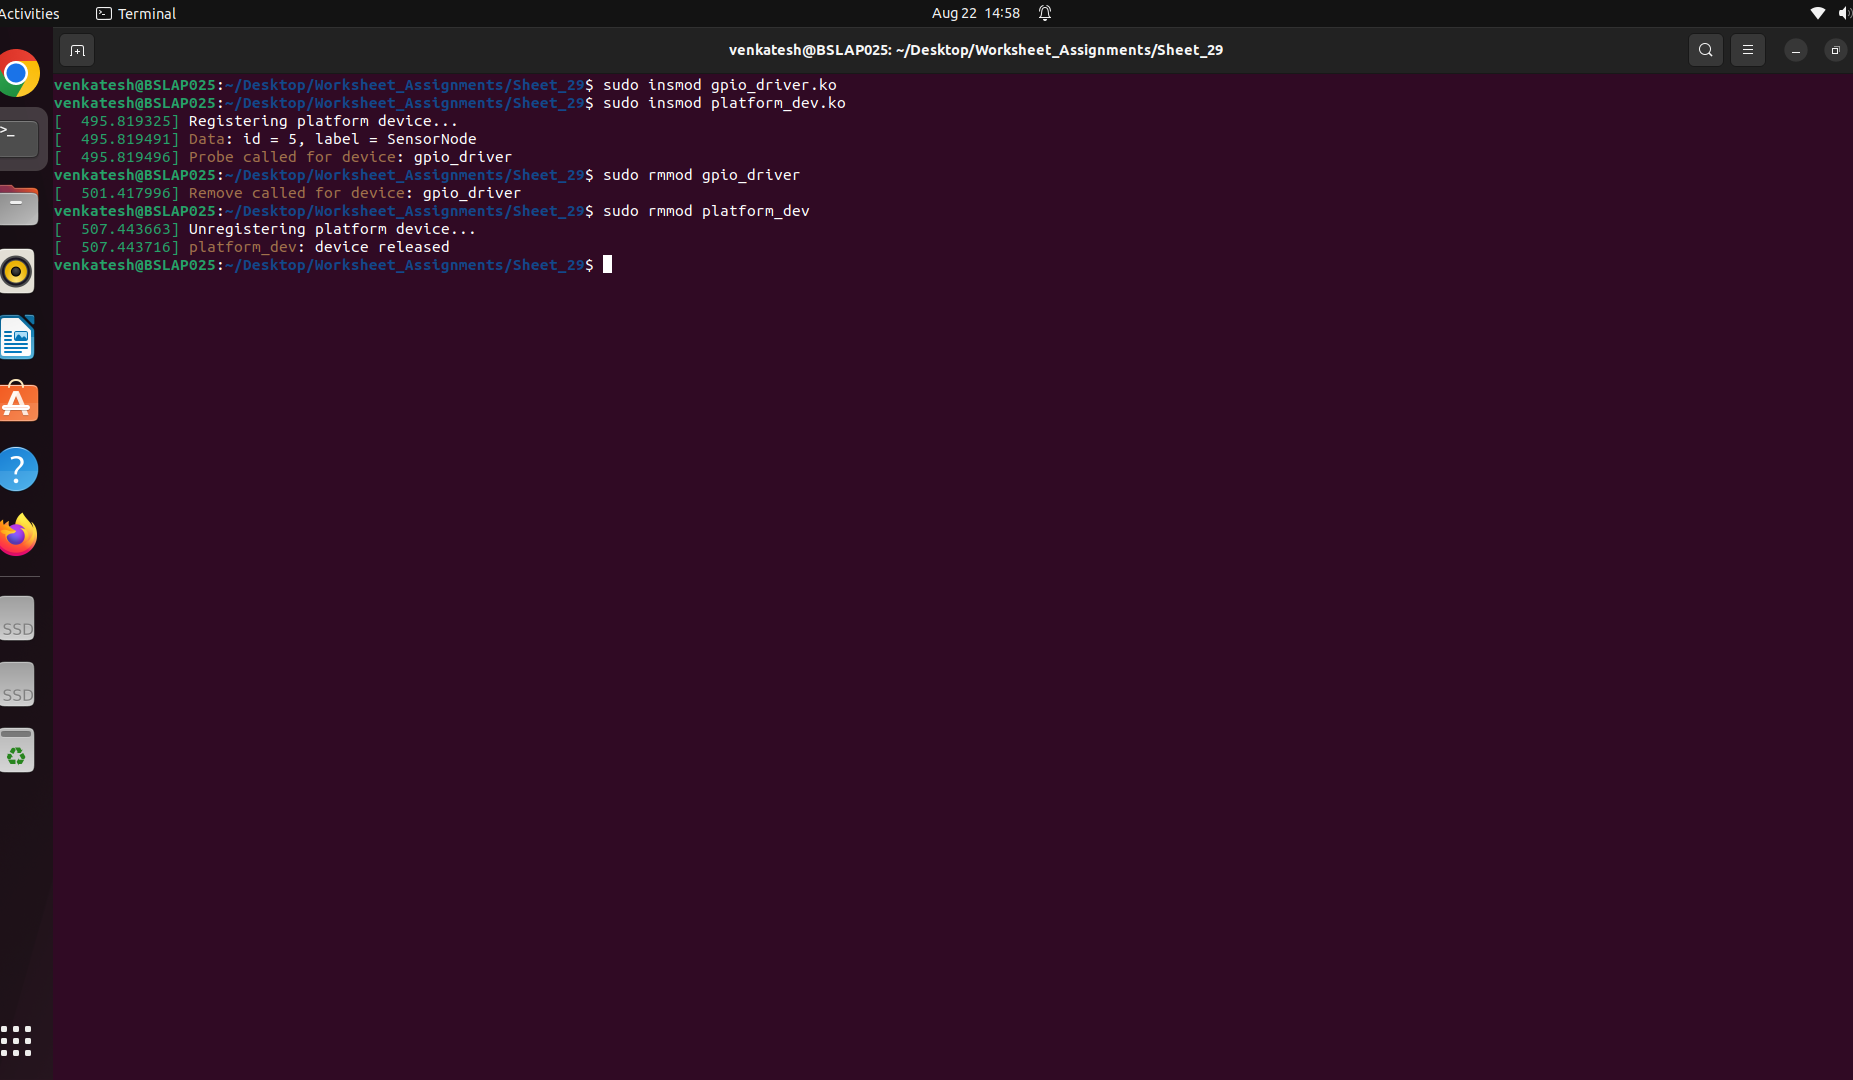 Activities
Terminal
Aug 22 14:58
venkatesh@BSLAP025: ~/Desktop/Worksheet_Assignments/Sheet_29
venkatesh@BSLAP025:~/Desktop/Worksheet_Assignments/Sheet_29$ sudo insmod gpio_driver.ko
venkatesh@BSLAP025:~/Desktop/Worksheet_Assignments/Sheet_29$ sudo insmod platform_dev.ko
[  495.819325] Registering platform device...
[  495.819491] Data: id = 5, label = SensorNode
[  495.819496] Probe called for device: gpio_driver
venkatesh@BSLAP025:~/Desktop/Worksheet_Assignments/Sheet_29$ sudo rmmod gpio_driver
[  501.417996] Remove called for device: gpio_driver
venkatesh@BSLAP025:~/Desktop/Worksheet_Assignments/Sheet_29$ sudo rmmod platform_dev
[  507.443663] Unregistering platform device...
[  507.443716] platform_dev: device released
venkatesh@BSLAP025:~/Desktop/Worksheet_Assignments/Sheet_29$
SSD
SSD